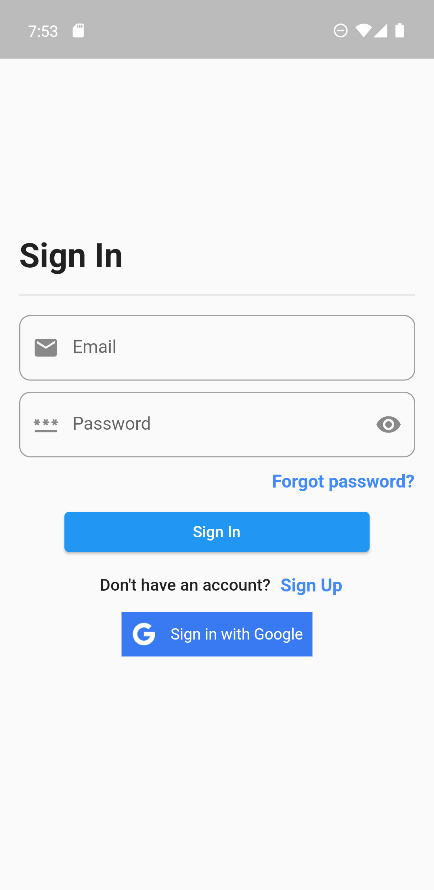 7:53
Sign In
Email
*** Password
Forgot password?
Sign In
Don't have an account? Sign Up
G Sign in with Google